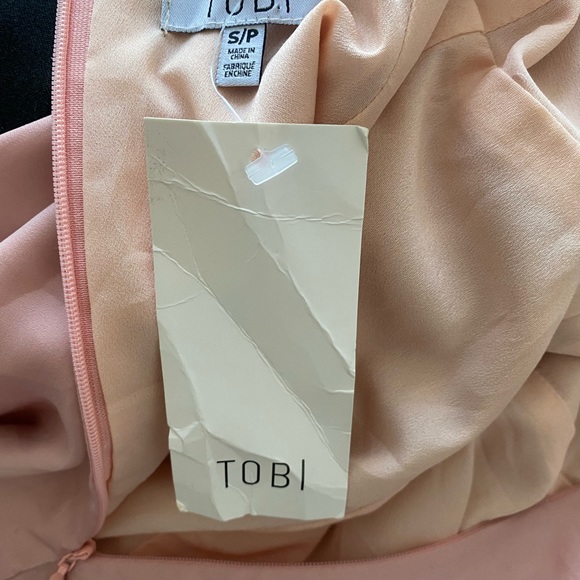 TOBI
S/P
MADE IN
CHINA
FABRIQUÉ
EN CHINE
TOBI